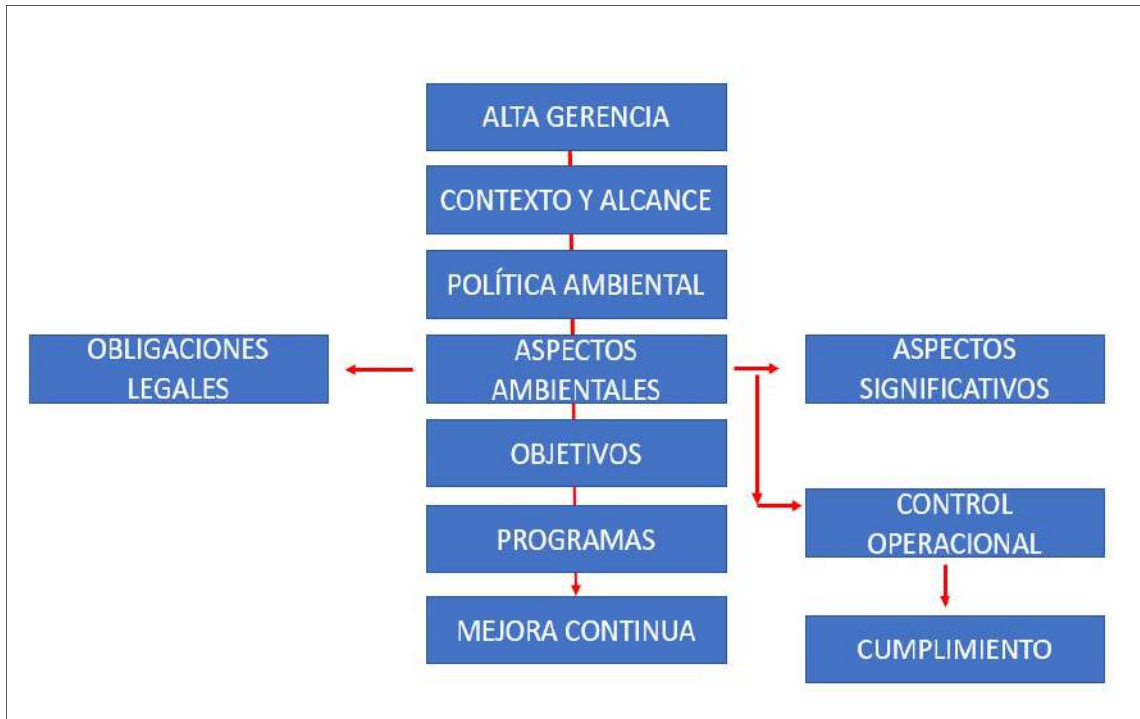 ALTA GERENCIA
CONTEXTO Y ALCANCE
POLÍTICA AMBIENTAL
OBLIGACIONES
LEGALES
ASPECTOS
AMBIENTALES
ASPECTOS
SIGNIFICATIVOS
OBJETIVOS
PROGRAMAS
CONTROL
OPERACIONAL
MEJORA CONTINUA
CUMPLIMIENTO